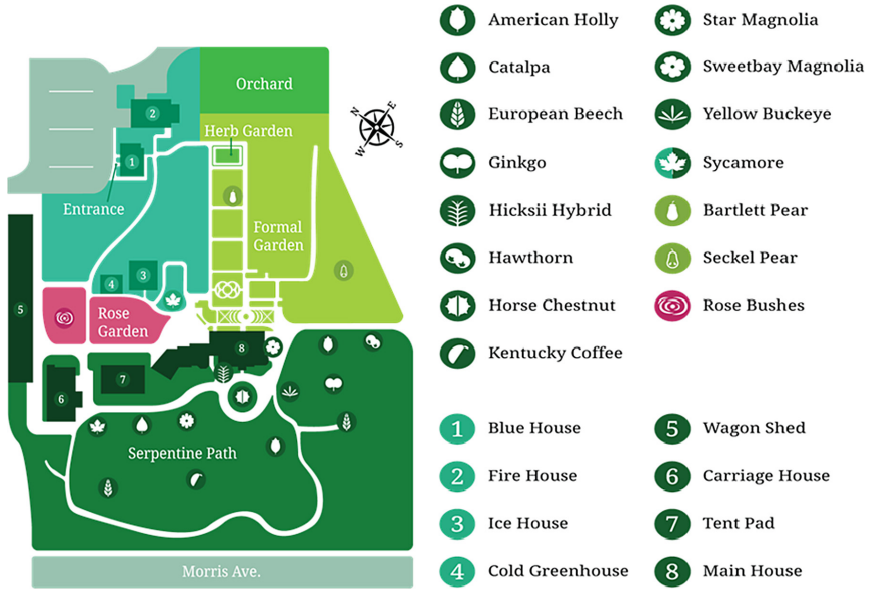 Orchard
Herb Garden
N
E
W
S
2
1
Entrance
Formal
Garden
3
4
5
Rose
Garden
8
7
6
Serpentine Path
Morris Ave.
American Holly
Catalpa
European Beech
Ginkgo
Hicksii Hybrid
Hawthorn
Horse Chestnut
Kentucky Coffee
Star Magnolia
Sweetbay Magnolia
Yellow Buckeye
Sycamore
Bartlett Pear
Seckel Pear
Rose Bushes
1 Blue House
2 Fire House
3 Ice House
4 Cold Greenhouse
5 Wagon Shed
6 Carriage House
7 Tent Pad
8 Main House